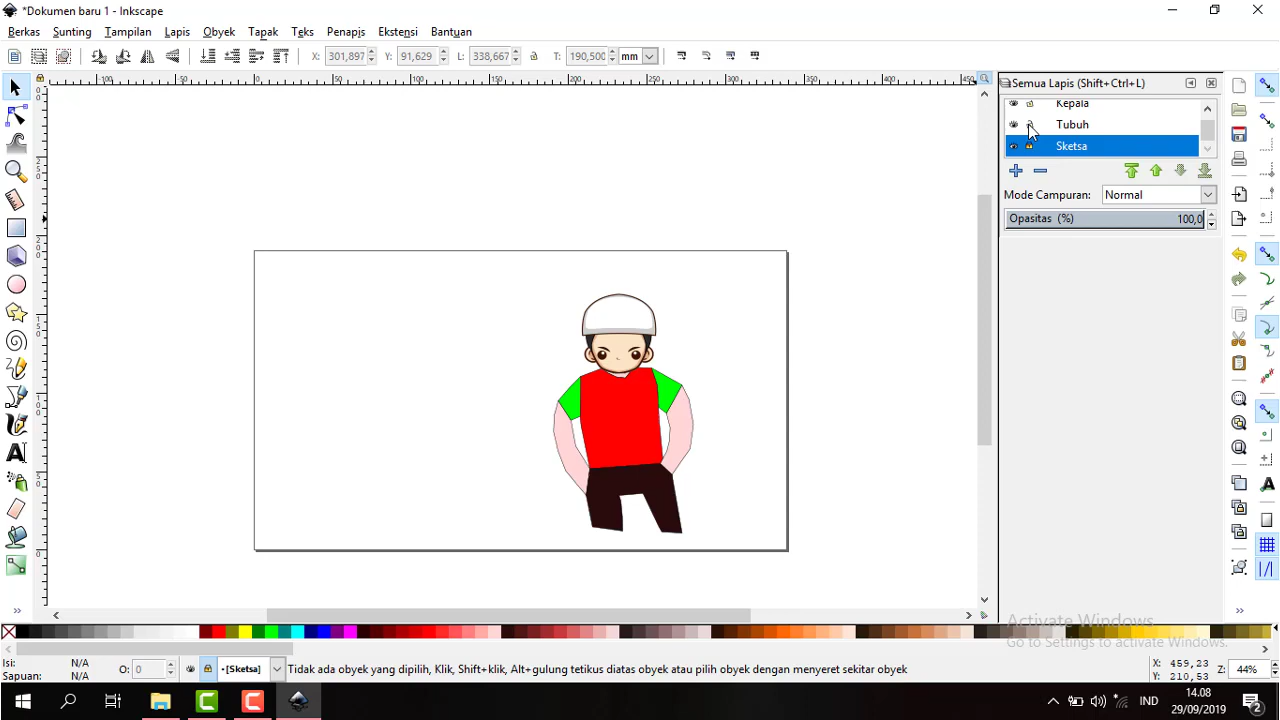 *Dokumen baru 1 - Inkscape
Berkas Sunting Tampilan Lapis Obyek Tapak Teks Penapis Ekstensi Bantuan
X: 301,897 Y: 91,629 L: 338,667 T: 190,500 mm
Semua Lapis (Shift+Ctrl+L)
Kepala
Tubuh
Sketsa
Mode Campuran: Normal
Opasitas (%) 100,0
Activate Windows
Go to Settings to activate Windows.
Isi: N/A
Sapuan: N/A
O: 0
[Sketsa]
Tidak ada obyek yang dipilih, Klik, Shift+klik, Alt+gulung tetikus diatas obyek atau pilih obyek dengan menyeret sekitar obyek
X: 459,23
Y: 210,53
Z: 44%
IND
14.08
29/09/2019
2